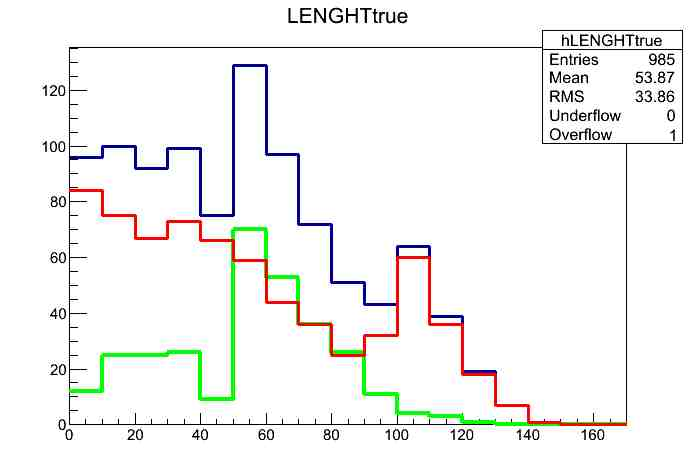 LENGHTtrue
hLENGHTtrue
Entries 985
Mean 53.87
RMS 33.86
Underflow 0
Overflow 1
120
100
80
60
40
20
0
0 20 40 60 80 100 120 140 160